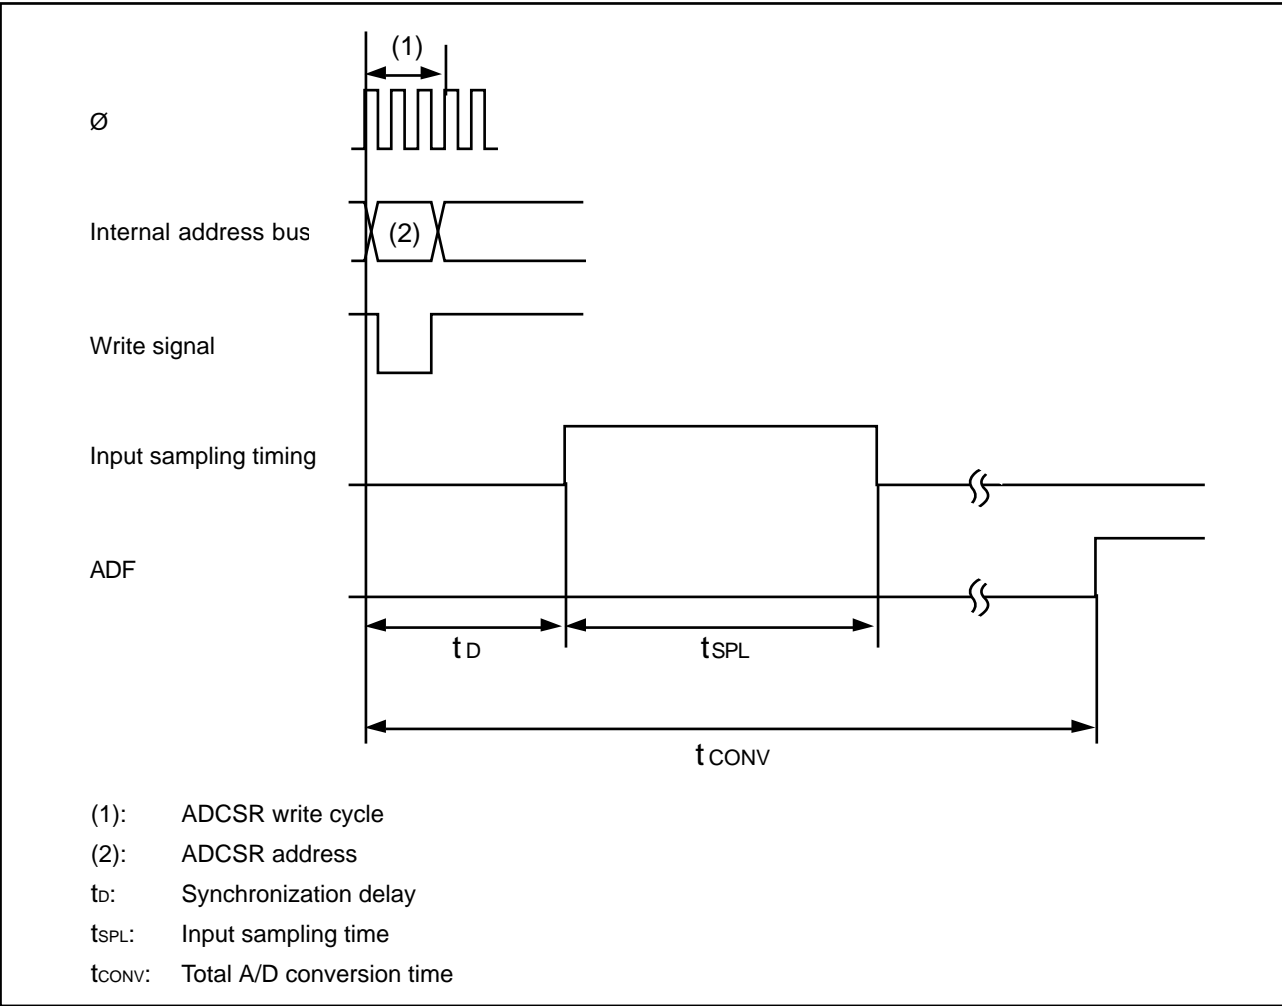 (1)
Ø
Internal address bus
(2)
Write signal
Input sampling timing
ADF
tD
tSPL
tCONV
(1): ADCSR write cycle
(2): ADCSR address
tD: Synchronization delay
tSPL: Input sampling time
tCONV: Total A/D conversion time